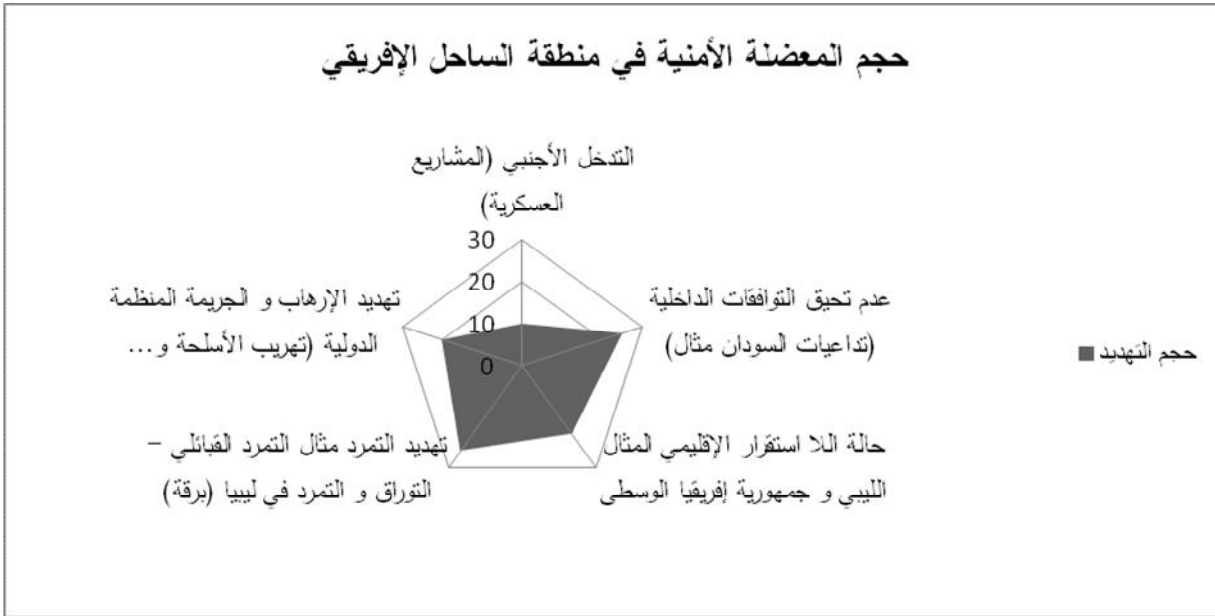 حجم المعضلة الأمنية في منطقة الساحل الإفريقي
التدخل الأجنبي (المشاريع
العسكرية)
30
20
10
0
عدم تحيق التوافقات الداخلية
(تداعيات السودان مثال)
حالة اللا استقرار الإقليمي المثال
الليبي و جمهورية إفريقيا الوسطى
تهديد التمرد مثال التمرد القبائلي –
التوراق و التمرد في ليبيا (برقة)
تهديد الإرهاب و الجريمة المنظمة
الدولية (تهريب الأسلحة و...
حجم التهديد